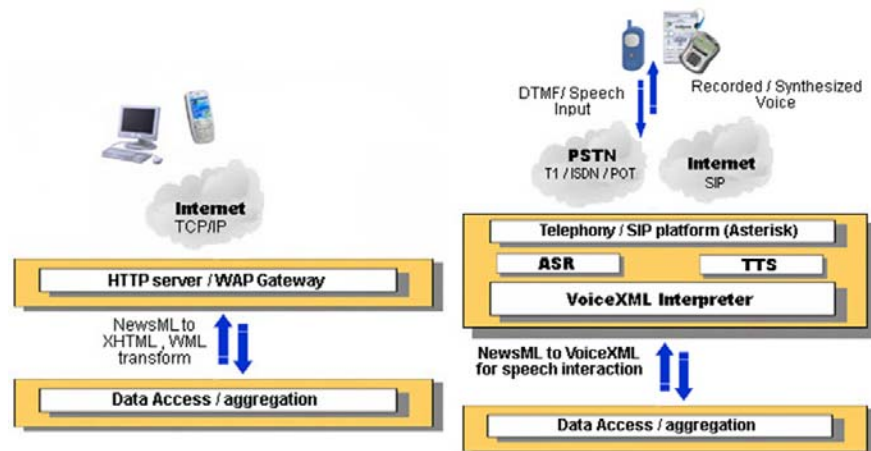 Internet
TCP/IP
HTTP server / WAP Gateway
NewsML to
XHTML , WML
transform
Data Access / aggregation
DTMF / Speech
Input
Recorded / Synthesized
Voice
PSTN
T1 / ISDN / POT
Internet
SIP
Telephony / SIP platform (Asterisk)
ASR
TTS
VoiceXML Interpreter
NewsML to VoiceXML
for speech interaction
Data Access / aggregation